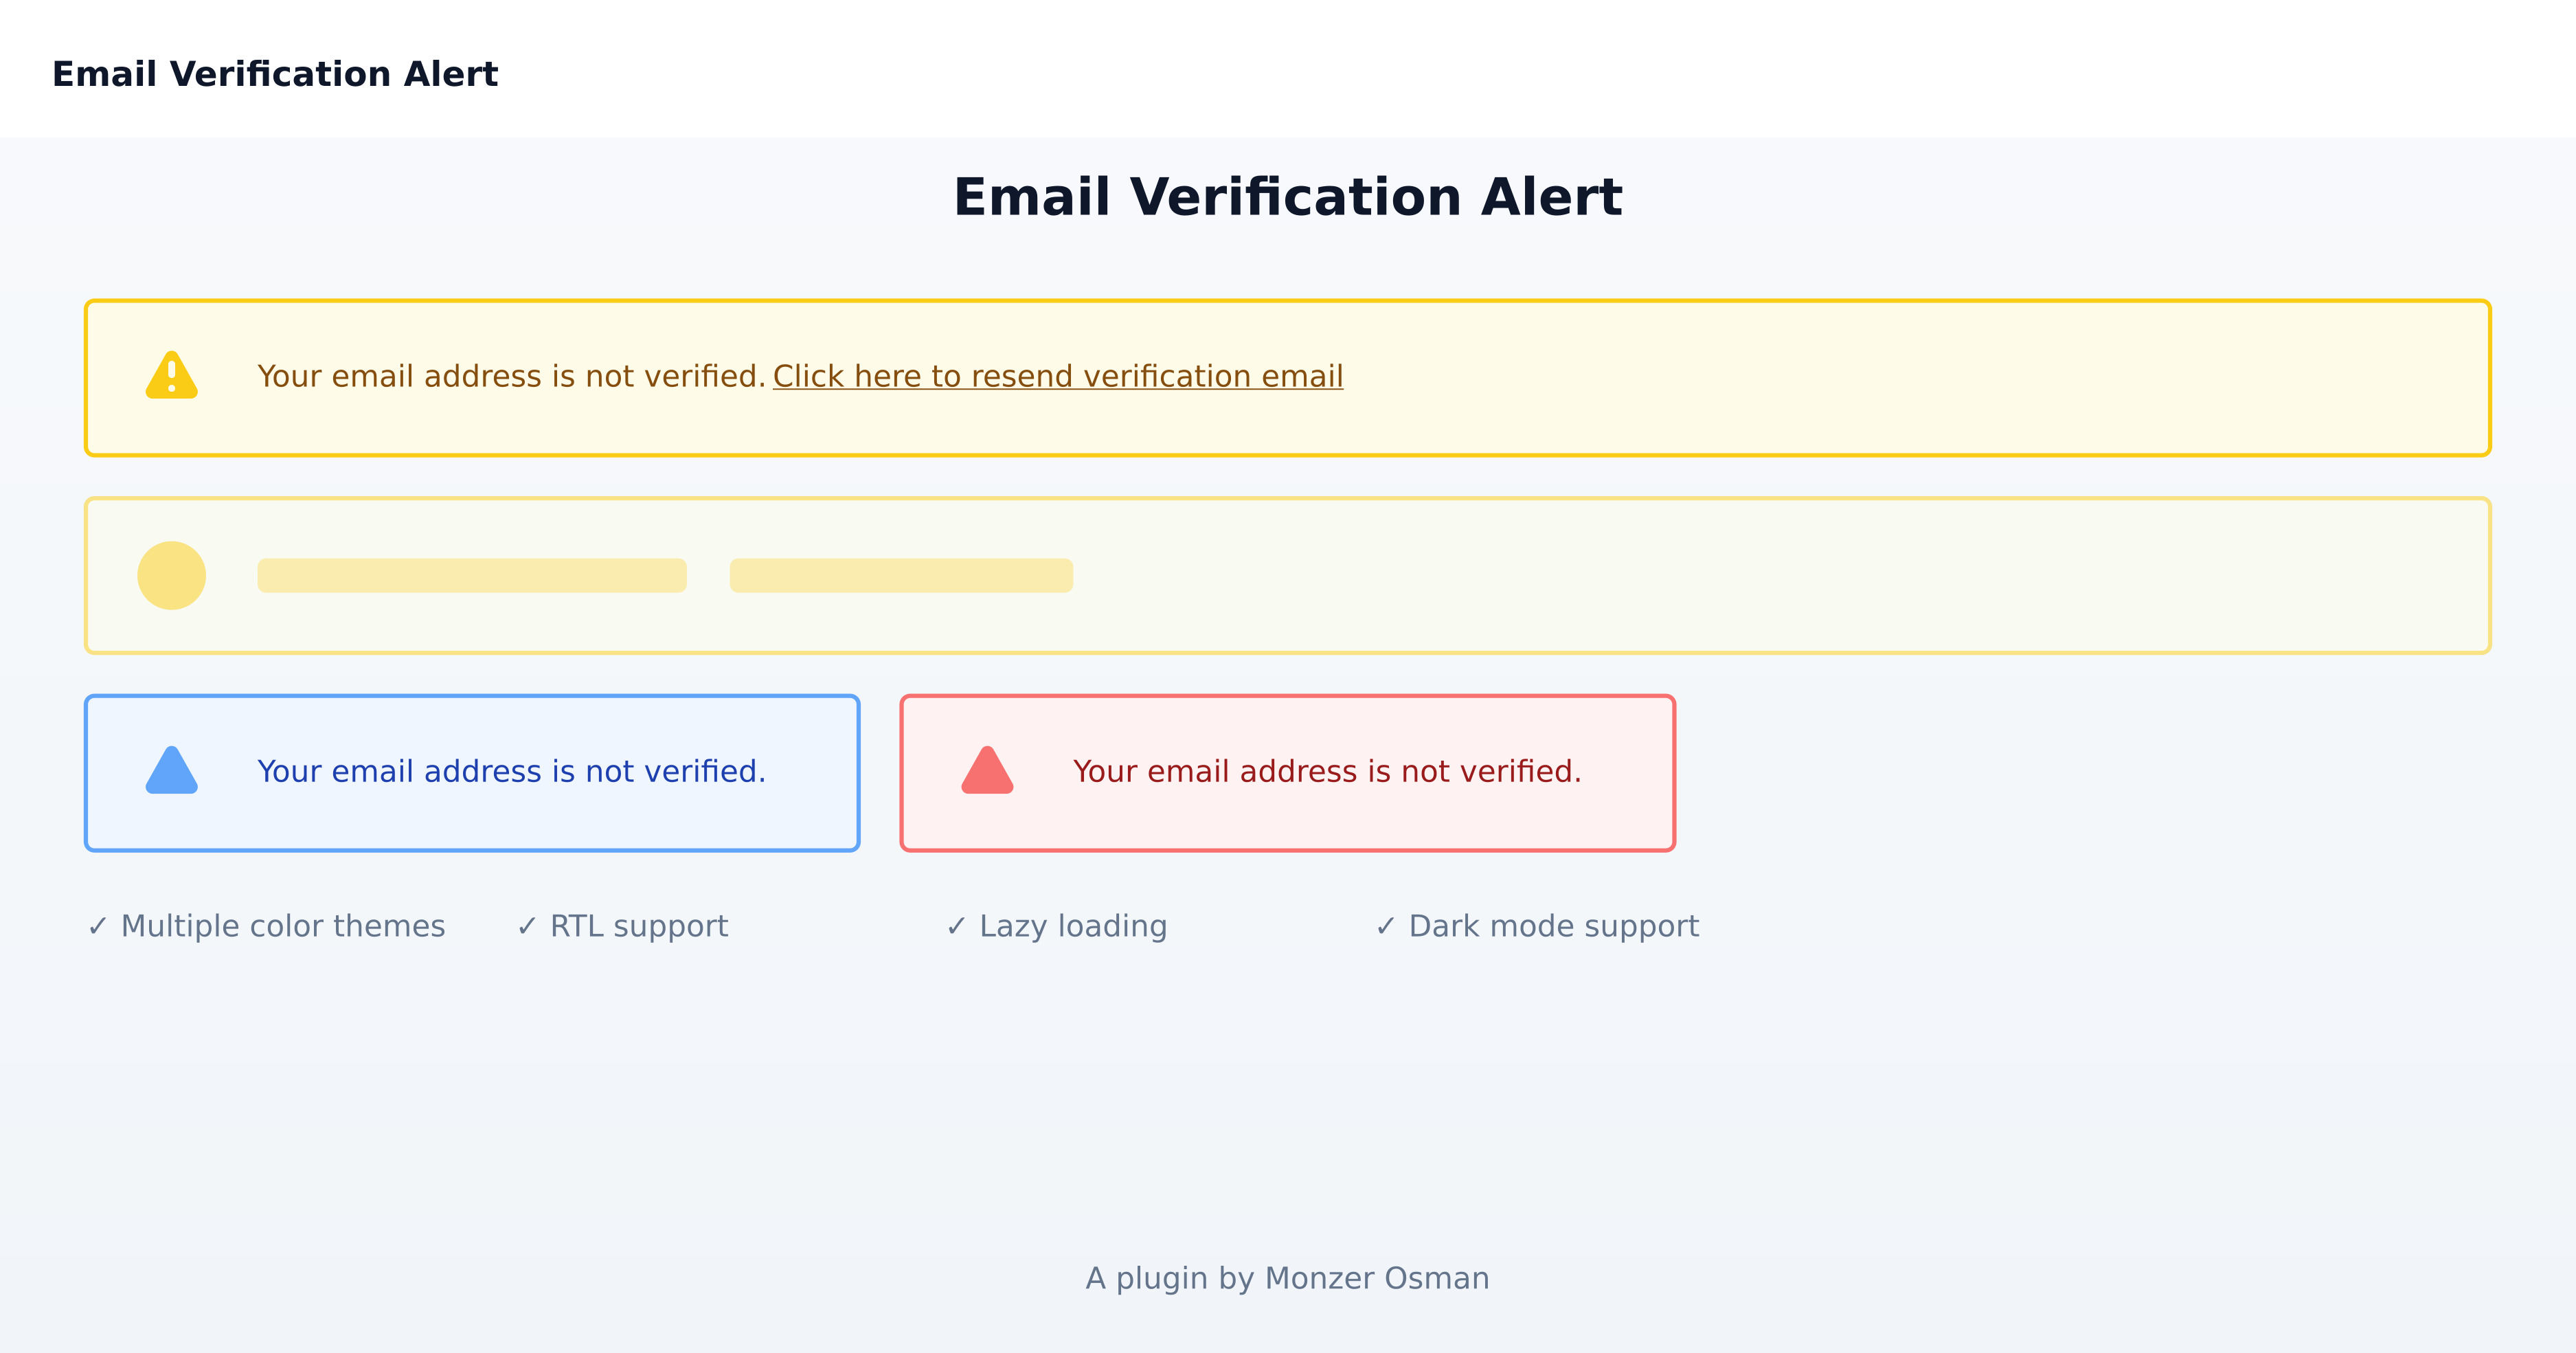 Email Verification Alert
Email Verification Alert
Your email address is not verified. Click here to resend verification email
Your email address is not verified.
Your email address is not verified.
✓ Multiple color themes
✓ RTL support
✓ Lazy loading
✓ Dark mode support
A plugin by Monzer Osman